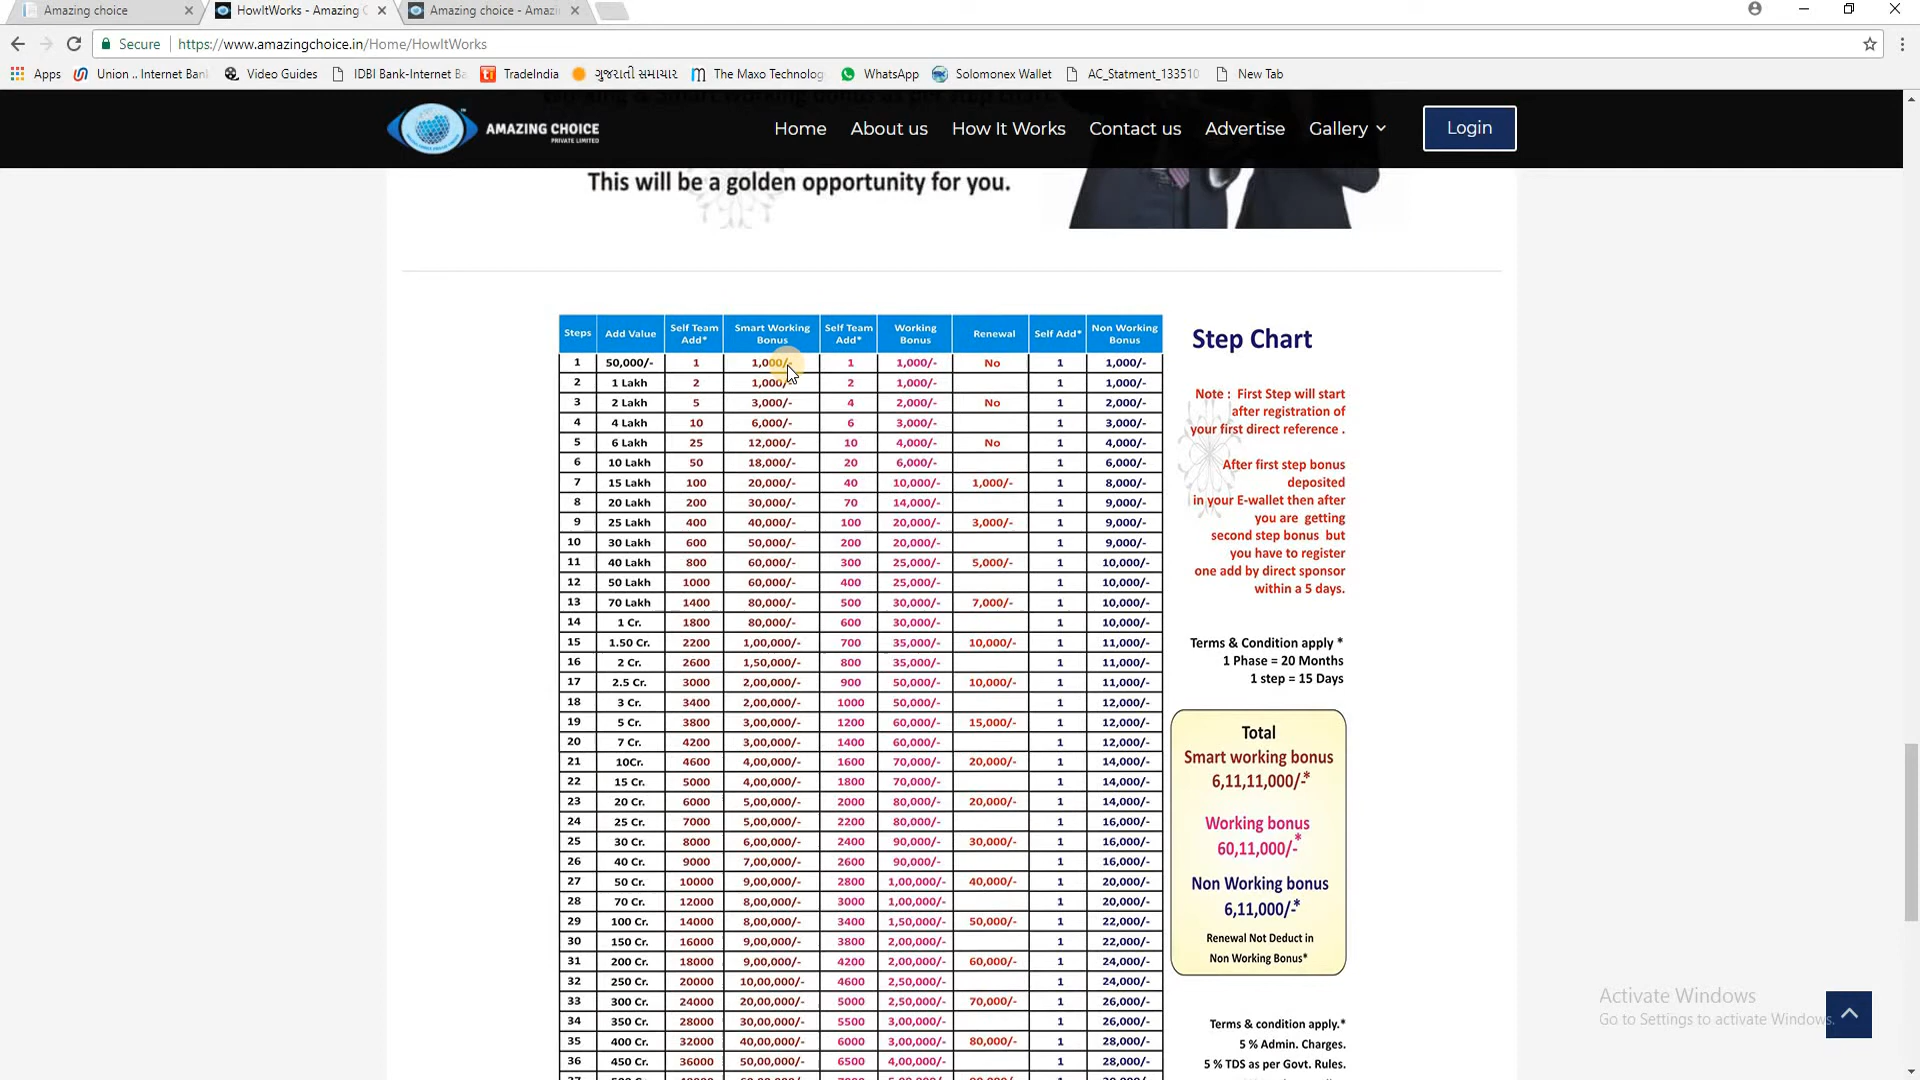 Amazing choice
HowItWorks - Amazing C
Amazing choice - Amazi
Secure
https://www.amazingchoice.in/Home/HowItWorks
Apps
Union .. Internet Bank
Video Guides
IDBI Bank-Internet Ba
TradeIndia
ગુજરાતી સમાચાર
The Maxo Technolog
WhatsApp
Solomonex Wallet
AC_Statment_133510
New Tab
AMAZING CHOICE
PRIVATE LIMITED
Home
About us
How It Works
Contact us
Advertise
Gallery
Login
This will be a golden opportunity for you.
Steps Add Value Self Team Add* Smart Working Bonus Self Team Add* Working Bonus Renewal Self Add* Non Working Bonus
1 50,000/- 1 1,000/- 1 1,000/- No 1 1,000/-
2 1 Lakh 2 1,000/- 2 1,000/- 1 1,000/-
3 2 Lakh 5 3,000/- 4 2,000/- No 1 2,000/-
4 4 Lakh 10 6,000/- 6 3,000/- 1 3,000/-
5 6 Lakh 25 12,000/- 10 4,000/- No 1 4,000/-
6 10 Lakh 50 18,000/- 20 6,000/- 1 6,000/-
7 15 Lakh 100 20,000/- 40 10,000/- 1,000/- 1 8,000/-
8 20 Lakh 200 30,000/- 70 14,000/- 1 9,000/-
9 25 Lakh 400 40,000/- 100 20,000/- 3,000/- 1 9,000/-
10 30 Lakh 600 50,000/- 200 20,000/- 1 9,000/-
11 40 Lakh 800 60,000/- 300 25,000/- 5,000/- 1 10,000/-
12 50 Lakh 1000 60,000/- 400 25,000/- 1 10,000/-
13 70 Lakh 1400 80,000/- 500 30,000/- 7,000/- 1 10,000/-
14 1 Cr. 1800 80,000/- 600 30,000/- 1 10,000/-
15 1.50 Cr. 2200 1,00,000/- 700 35,000/- 10,000/- 1 11,000/-
16 2 Cr. 2600 1,50,000/- 800 35,000/- 1 11,000/-
17 2.5 Cr. 3000 2,00,000/- 900 50,000/- 10,000/- 1 11,000/-
18 3 Cr. 3400 2,00,000/- 1000 50,000/- 1 12,000/-
19 5 Cr. 3800 3,00,000/- 1200 60,000/- 15,000/- 1 12,000/-
20 7 Cr. 4200 3,00,000/- 1400 60,000/- 1 12,000/-
21 10Cr. 4600 4,00,000/- 1600 70,000/- 20,000/- 1 14,000/-
22 15 Cr. 5000 4,00,000/- 1800 70,000/- 1 14,000/-
23 20 Cr. 6000 5,00,000/- 2000 80,000/- 20,000/- 1 14,000/-
24 25 Cr. 7000 5,00,000/- 2200 80,000/- 1 16,000/-
25 30 Cr. 8000 6,00,000/- 2400 90,000/- 30,000/- 1 16,000/-
26 40 Cr. 9000 7,00,000/- 2600 90,000/- 1 16,000/-
27 50 Cr. 10000 9,00,000/- 2800 1,00,000/- 40,000/- 1 20,000/-
28 70 Cr. 12000 8,00,000/- 3000 1,00,000/- 1 20,000/-
29 100 Cr. 14000 8,00,000/- 3400 1,50,000/- 50,000/- 1 22,000/-
30 150 Cr. 16000 9,00,000/- 3800 2,00,000/- 1 22,000/-
31 200 Cr. 18000 9,00,000/- 4200 2,00,000/- 60,000/- 1 24,000/-
32 250 Cr. 20000 10,00,000/- 4600 2,50,000/- 1 24,000/-
33 300 Cr. 24000 20,00,000/- 5000 2,50,000/- 70,000/- 1 26,000/-
34 350 Cr. 28000 30,00,000/- 5500 3,00,000/- 1 26,000/-
35 400 Cr. 32000 40,00,000/- 6000 3,00,000/- 80,000/- 1 28,000/-
36 450 Cr. 36000 50,00,000/- 6500 4,00,000/- 1 28,000/-
Step Chart
Note : First Step will start
after registration of
your first direct reference .
After first step bonus
deposited
in your E-wallet then after
you are getting
second step bonus but
you have to register
one add by direct sponsor
within a 5 days.
Terms & Condition apply *
1 Phase = 20 Months
1 step = 15 Days
Total
Smart working bonus
6,11,11,000/-*
Working bonus
60,11,000/-*
Non Working bonus
6,11,000/-*
Renewal Not Deduct in
Non Working Bonus*
Terms & condition apply.*
5 % Admin. Charges.
5 % TDS as per Govt. Rules.
Activate Windows
Go to Settings to activate Windows.